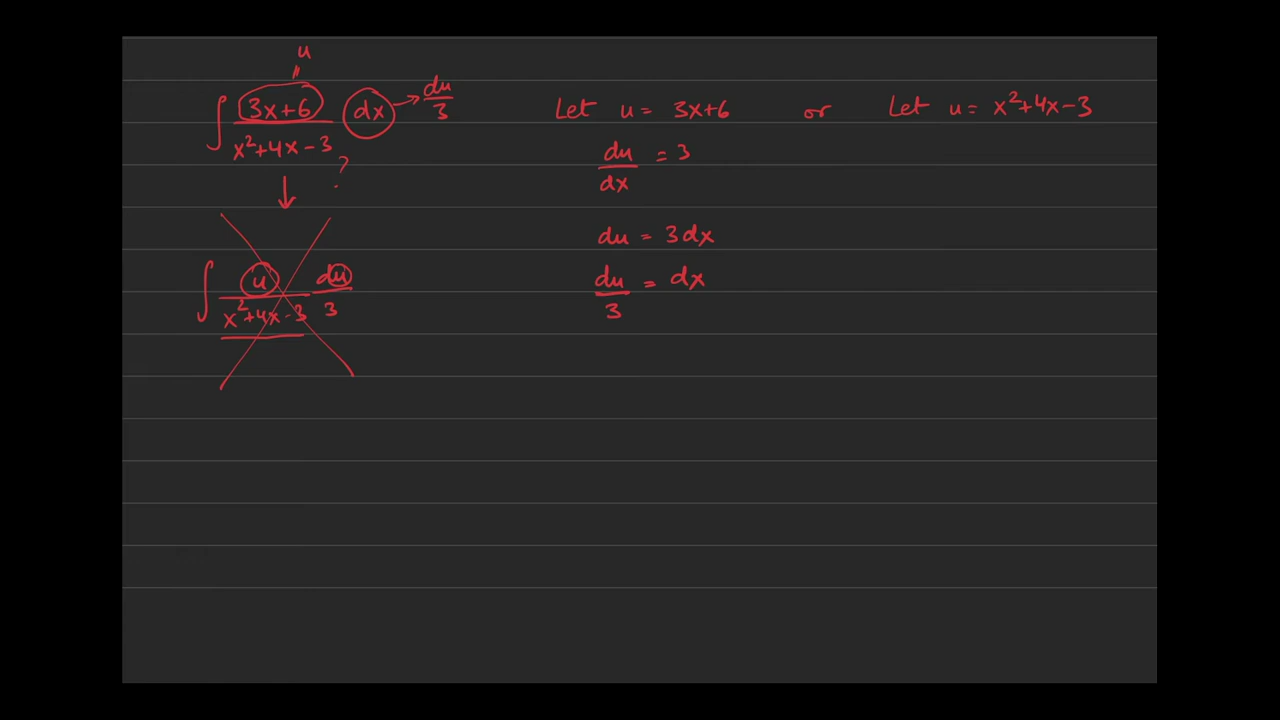 u
||
∫ 3x+6 / x²+4x-3 dx → du/3
?
↓
∫ u / x²+4x-3 du/3
Let u = 3x+6 or Let u = x²+4x-3
du/dx = 3
du = 3dx
du/3 = dx